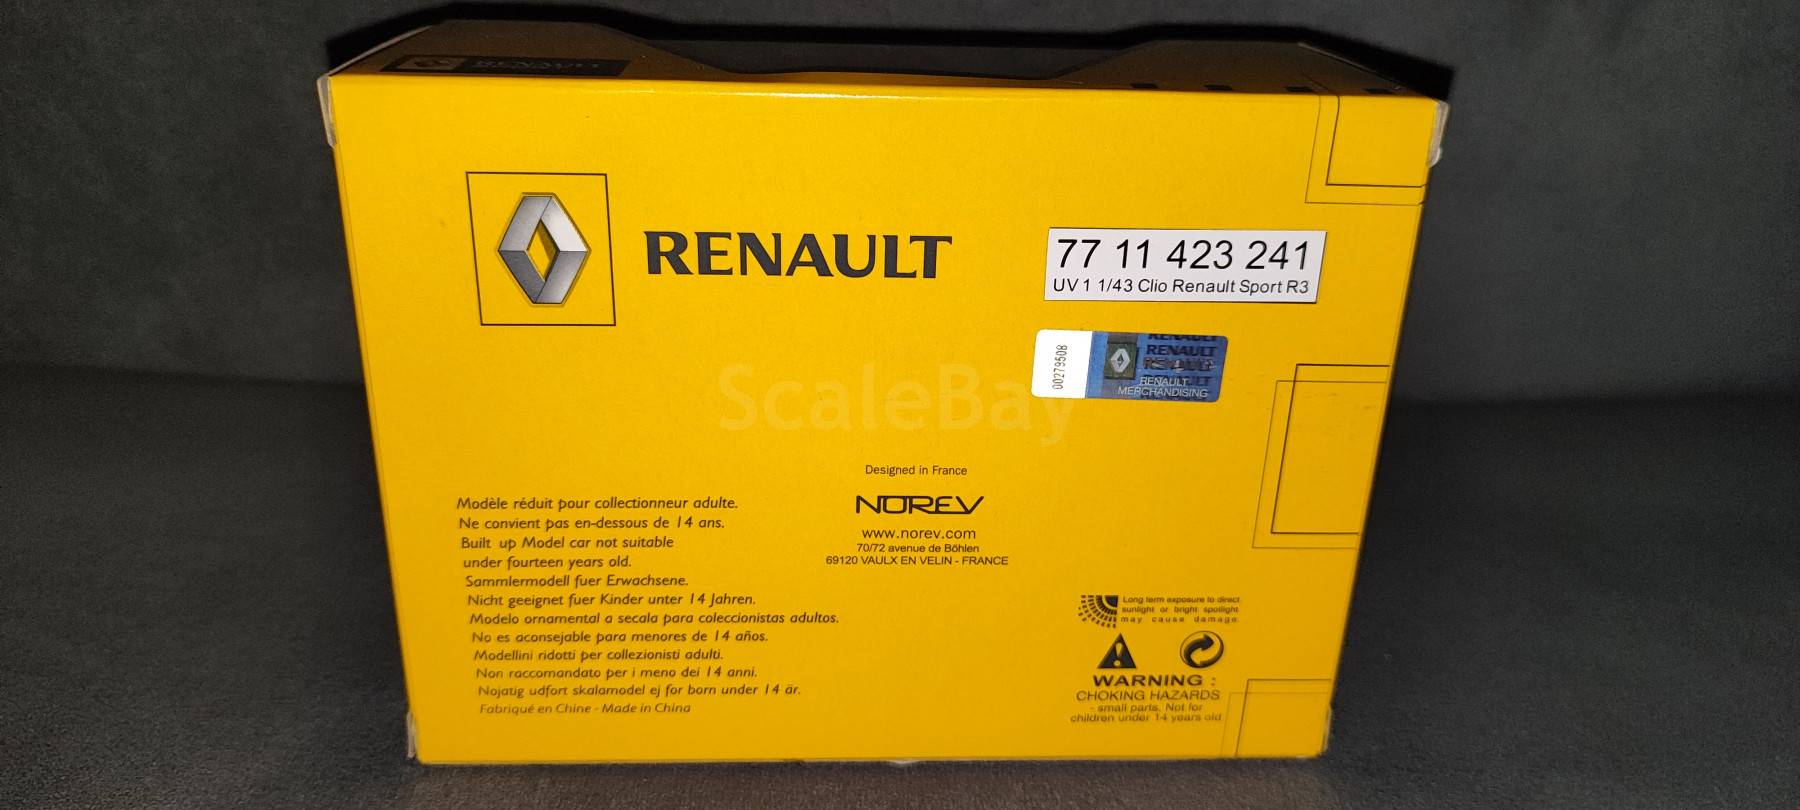 RENAULT
RENAULT
77 11 423 241
UV 1 1/43 Clio Renault Sport R3
00279508
RENAULT
RENAULT
RENAULT
RENAULT
RENAULT
MERCHANDISING
ScaleBay
Designed in France
NOREV
www.norev.com
70/72 avenue de Böhlen
69120 VAULX EN VELIN - FRANCE
Modèle réduit pour collectionneur adulte.
Ne convient pas en-dessous de 14 ans.
Built up Model car not suitable
under fourteen years old.
Sammlermodell fuer Erwachsene.
Nicht geeignet fuer Kinder unter 14 Jahren.
Modelo ornamental a secala para coleccionistas adultos.
No es aconsejable para menores de 14 años.
Modellini ridotti per collezionisti adulti.
Non raccomandato per i meno dei 14 anni.
Nojatig udfort skalamodel ej for born under 14 är.
Fabriqué en Chine - Made in China
Long term exposure to direct
sunlight or bright spotlight
may cause damage.
WARNING :
CHOKING HAZARDS
- small parts. Not for
children under 14 years old